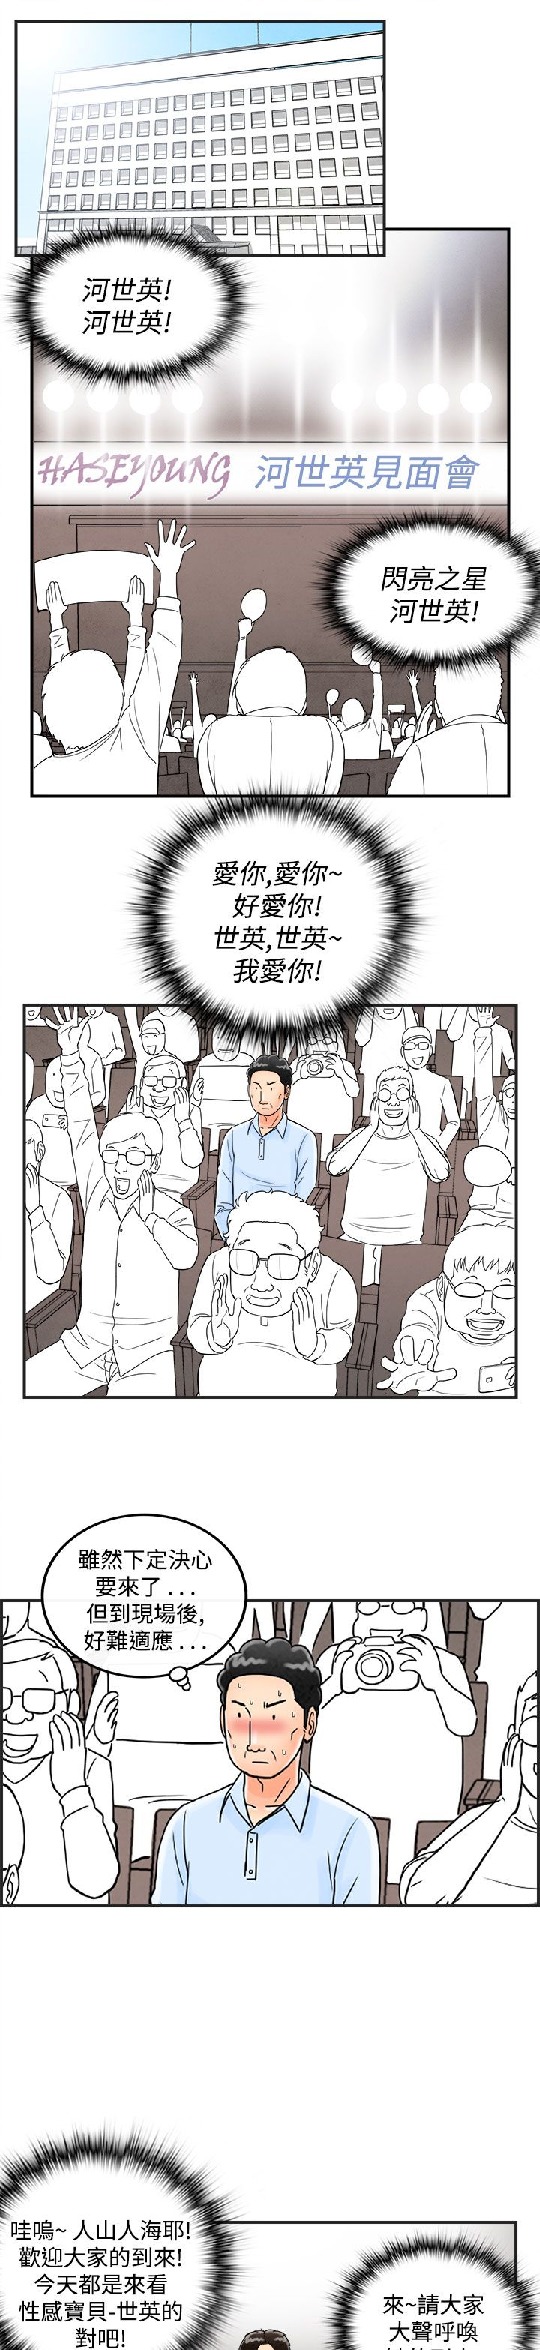 河世英!
河世英!
HASEYOUNG 河世英見面會
閃亮之星
河世英!
愛你,愛你~
好愛你!
世英,世英~
我愛你!
雖然下定決心
要來了...
但到現場後,
好難適應...
哇嗚~人山人海耶!
歡迎大家的到來!
今天都是來看
性感寶貝-世英的
對吧!
來~請大家
大聲呼喚